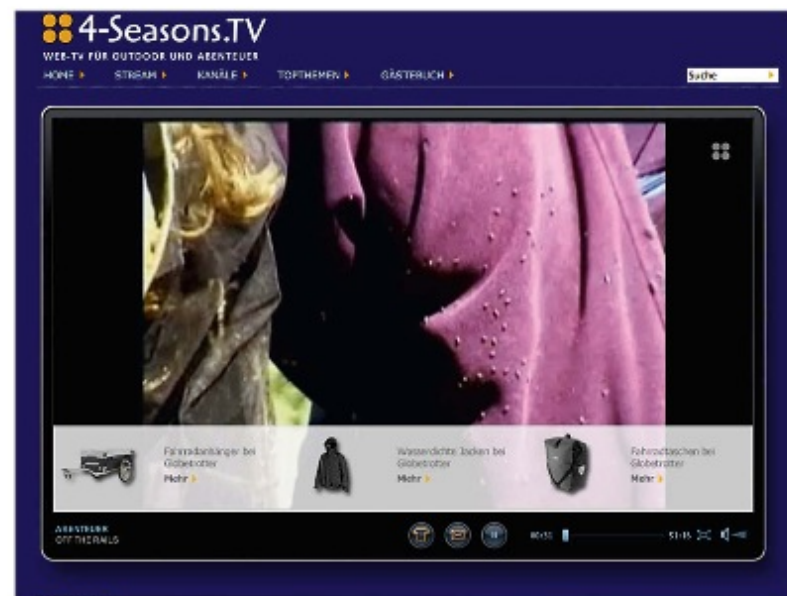 4-Seasons.TV
WEB-TV FÜR OUTDOOR UND ABENTEUER
HOME STREAM KANÄLE TOPTHEMEN GÄSTEBUCH Suche
Fahrradanhänger bei
Globetrotter
Mehr
Wasserdichte Jacken bei
Globetrotter
Mehr
Fahrradtaschen bei
Globetrotter
Mehr
ABENTEUER
OFF THE RAILS